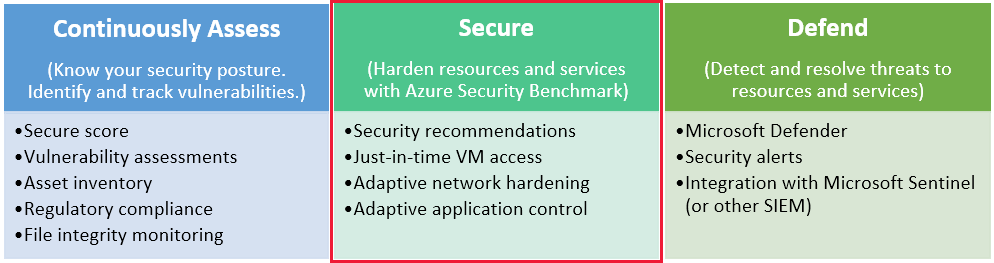 Continuously Assess
(Know your security posture.
Identify and track vulnerabilities.)
•Secure score
•Vulnerability assessments
•Asset inventory
•Regulatory compliance
•File integrity monitoring
Secure
(Harden resources and services
with Azure Security Benchmark)
•Security recommendations
•Just-in-time VM access
•Adaptive network hardening
•Adaptive application control
Defend
(Detect and resolve threats to
resources and services)
•Microsoft Defender
•Security alerts
•Integration with Microsoft Sentinel
(or other SIEM)